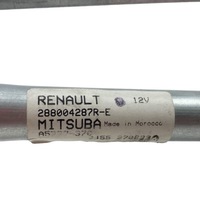 RENAULT 12V
288004287R-E
MITSUBA Made in Morocco